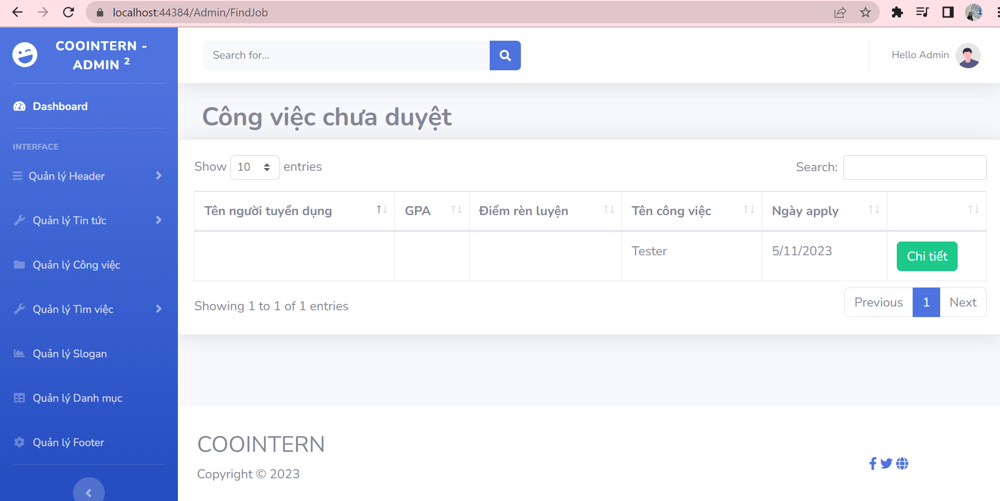 localhost:44384/Admin/FindJob
COOINTERN -
ADMIN 2
Dashboard
INTERFACE
Quản lý Header
Quản lý Tin tức
Quản lý Công việc
Quản lý Tìm việc
Quản lý Slogan
Quản lý Danh mục
Quản lý Footer
Search for...
Hello Admin
Công việc chưa duyệt
Show 10 entries
Search:
Tên người tuyển dụng GPA Điểm rèn luyện Tên công việc Ngày apply
Tester 5/11/2023 Chi tiết
Showing 1 to 1 of 1 entries
Previous 1 Next
COOINTERN
Copyright © 2023